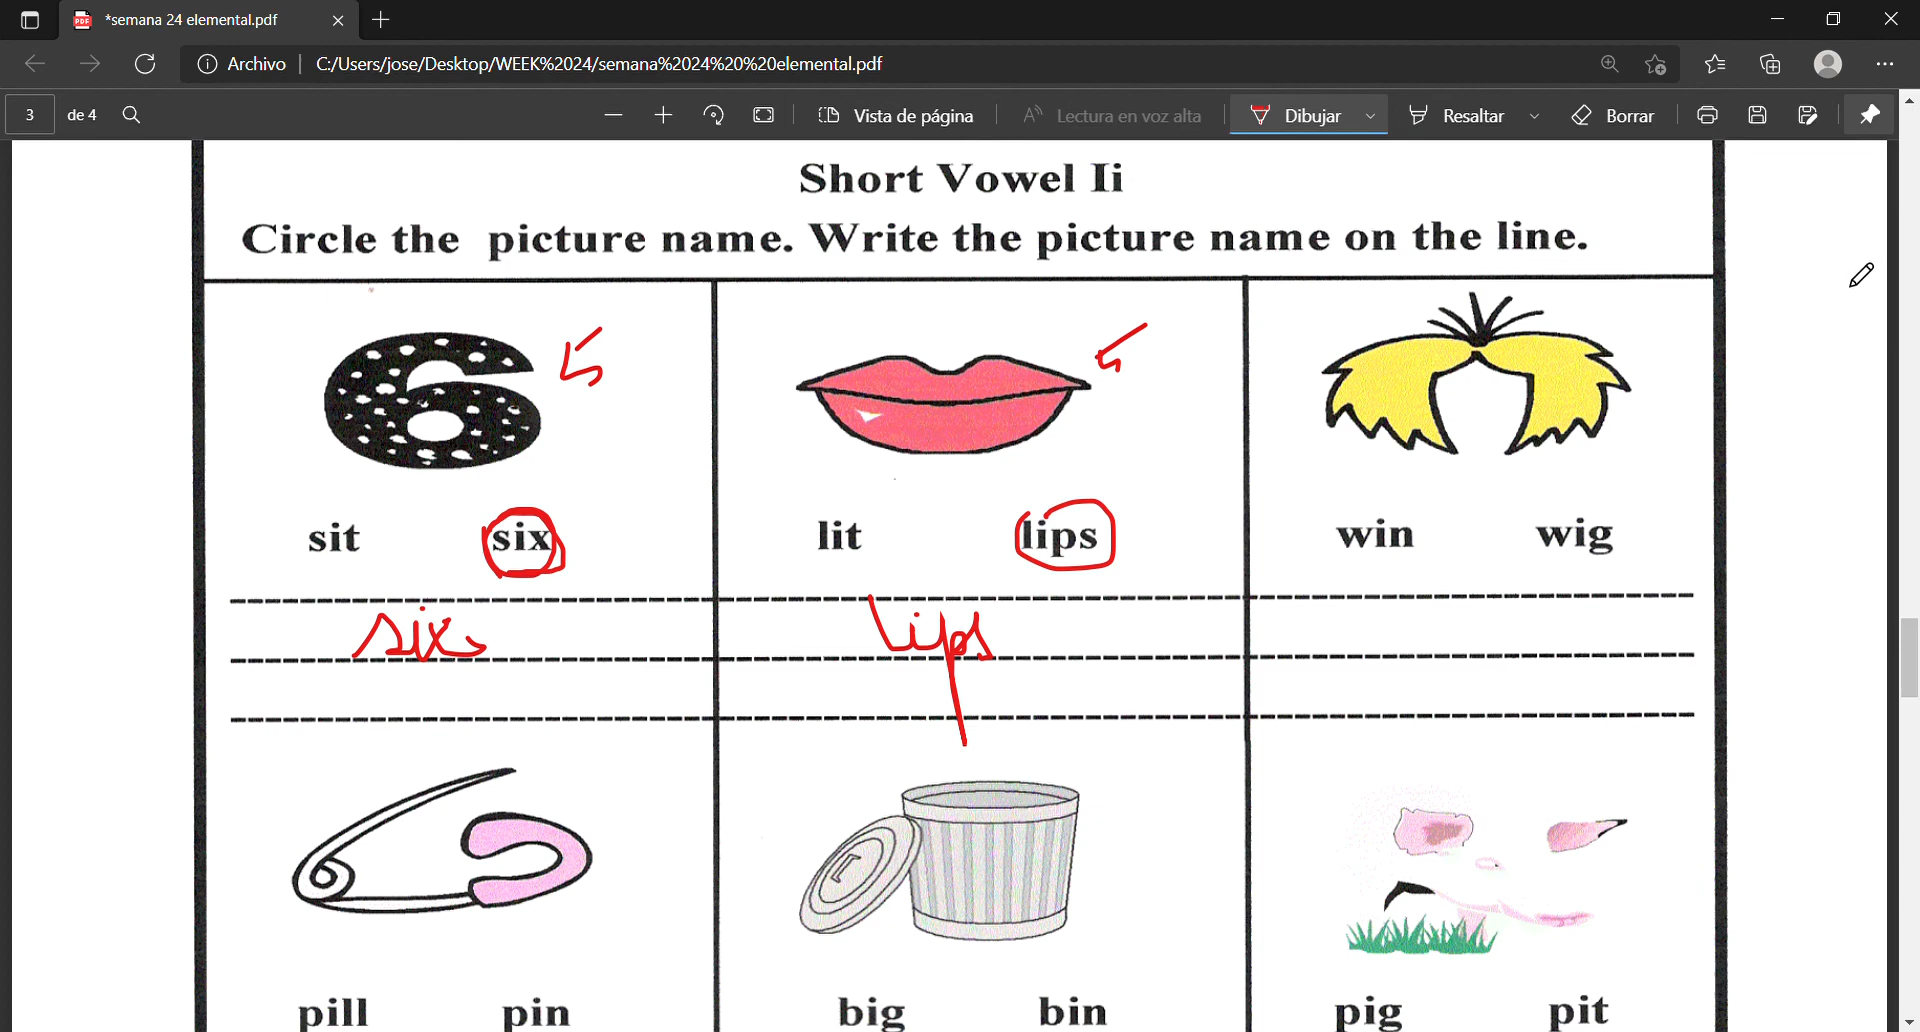 *semana 24 elemental.pdf
Archivo C:/Users/jose/Desktop/WEEK%2024/semana%2024%20%20elemental.pdf
3 de 4 Vista de página Lectura en voz alta Dibujar Resaltar Borrar
Short Vowel Ii
Circle the picture name. Write the picture name on the line.
sit six lit lips win wig
six lips
pill pin big bin pig pit